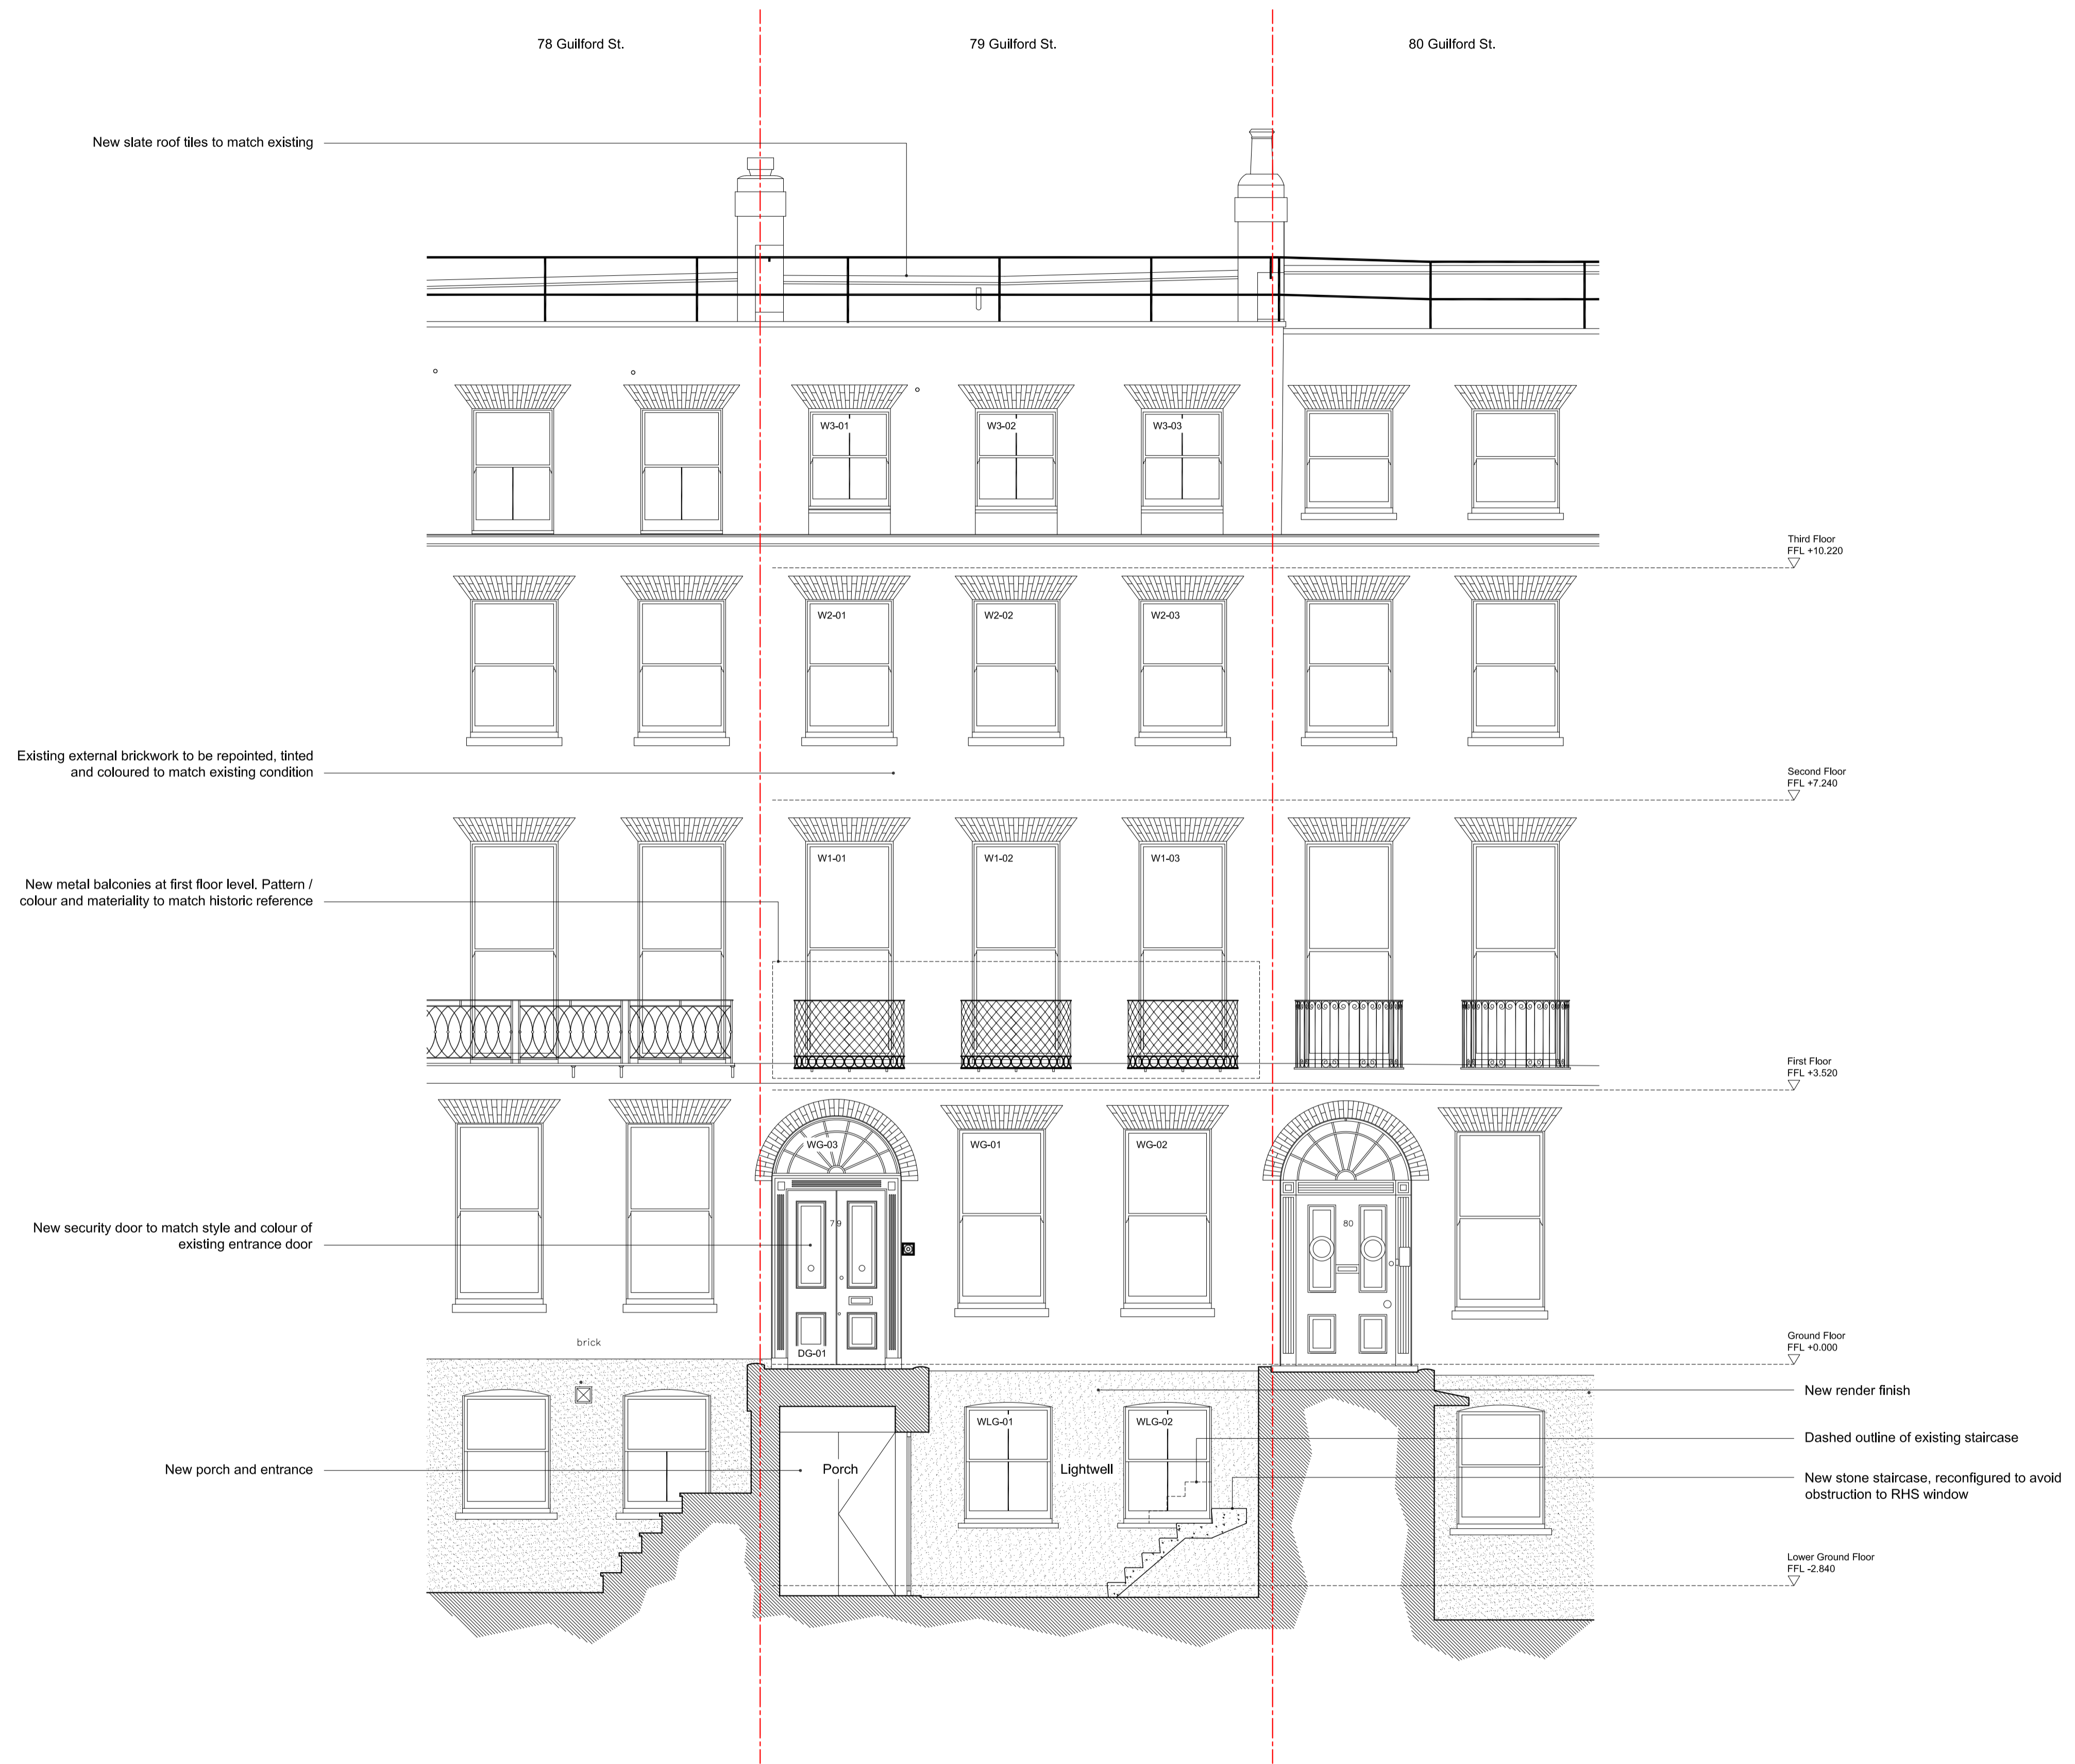 78 Guilford St.
79 Guilford St.
80 Guilford St.
New slate roof tiles to match existing
W3-01
W3-02
W3-03
Third Floor
FFL +10.220
W2-01
W2-02
W2-03
Existing external brickwork to be repointed, tinted
and coloured to match existing condition
Second Floor
FFL +7.240
W1-01
W1-02
W1-03
New metal balconies at first floor level. Pattern /
colour and materiality to match historic reference
First Floor
FFL +3.520
WG-03
WG-01
WG-02
New security door to match style and colour of
existing entrance door
79
80
brick
DG-01
Ground Floor
FFL +0.000
New render finish
WLG-01
WLG-02
Dashed outline of existing staircase
New porch and entrance
Porch
Lightwell
New stone staircase, reconfigured to avoid
obstruction to RHS window
Lower Ground Floor
FFL -2.840